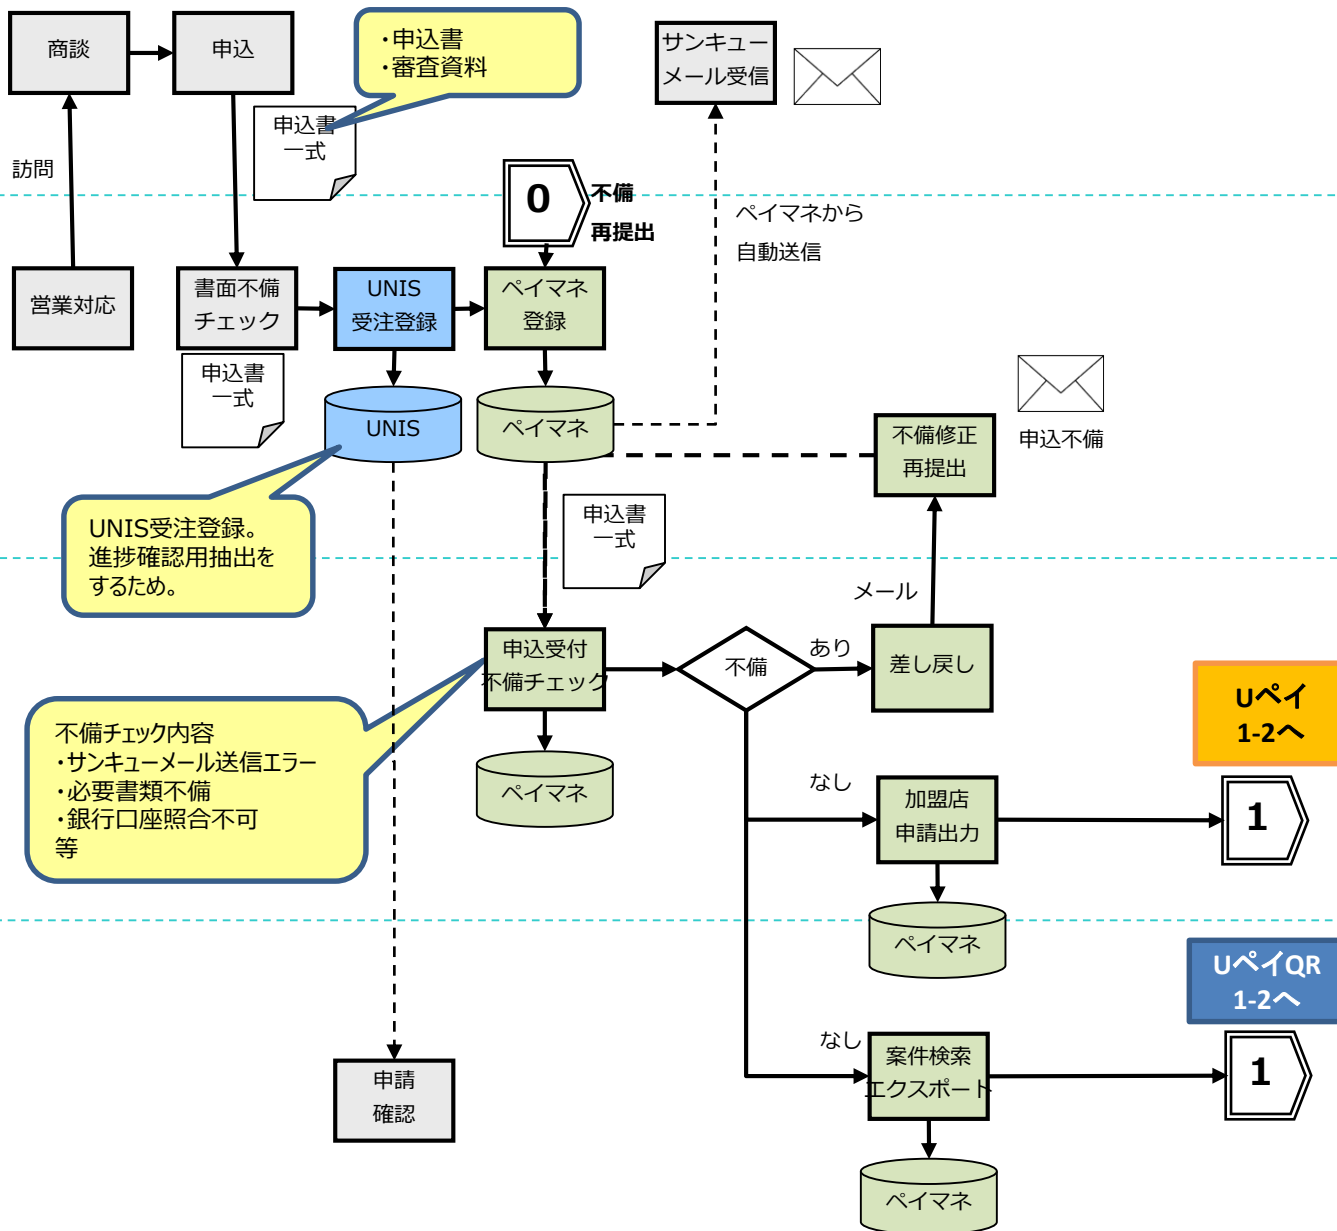 商談
申込
・申込書
・審査資料
サンキュー
メール受信
申込書
一式
訪問
0
不備
再提出
ペイマネから
自動送信
営業対応
書面不備
チェック
UNIS
受注登録
ペイマネ
登録
申込書
一式
UNIS
ペイマネ
不備修正
再提出
申込不備
UNIS受注登録。
進捗確認用抽出を
するため。
申込書
一式
メール
申込受付
不備チェック
不備
あり
差し戻し
Uペイ
1-2へ
不備チェック内容
・サンキューメール送信エラー
・必要書類不備
・銀行口座照合不可
等
ペイマネ
なし
加盟店
申請出力
1
ペイマネ
UペイQR
1-2へ
なし
案件検索
エクスポート
1
申請
確認
ペイマネ